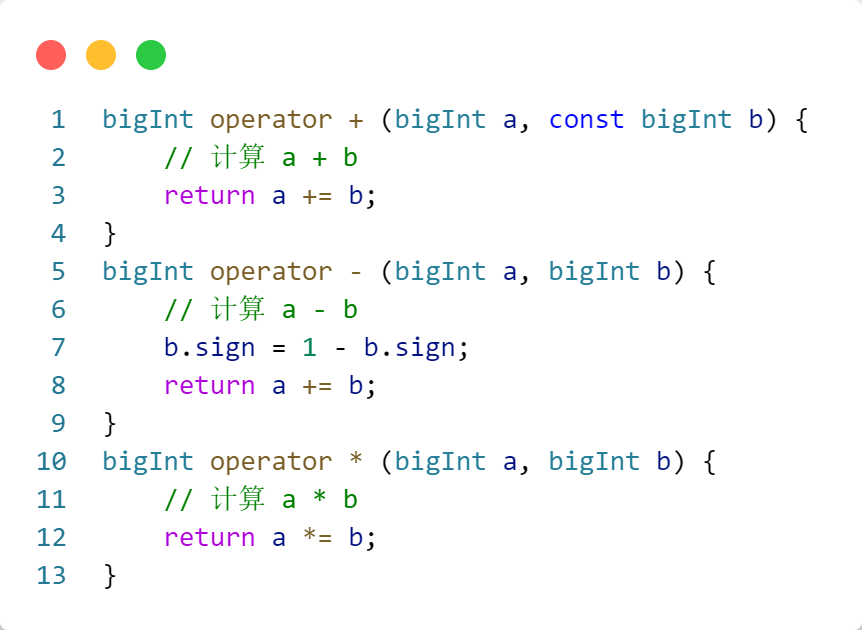 1 bigInt operator + (bigInt a, const bigInt b) {
2     // 计算 a + b
3     return a += b;
4 }
5 bigInt operator - (bigInt a, bigInt b) {
6     // 计算 a - b
7     b.sign = 1 - b.sign;
8     return a += b;
9 }
10 bigInt operator * (bigInt a, bigInt b) {
11     // 计算 a * b
12     return a *= b;
13 }